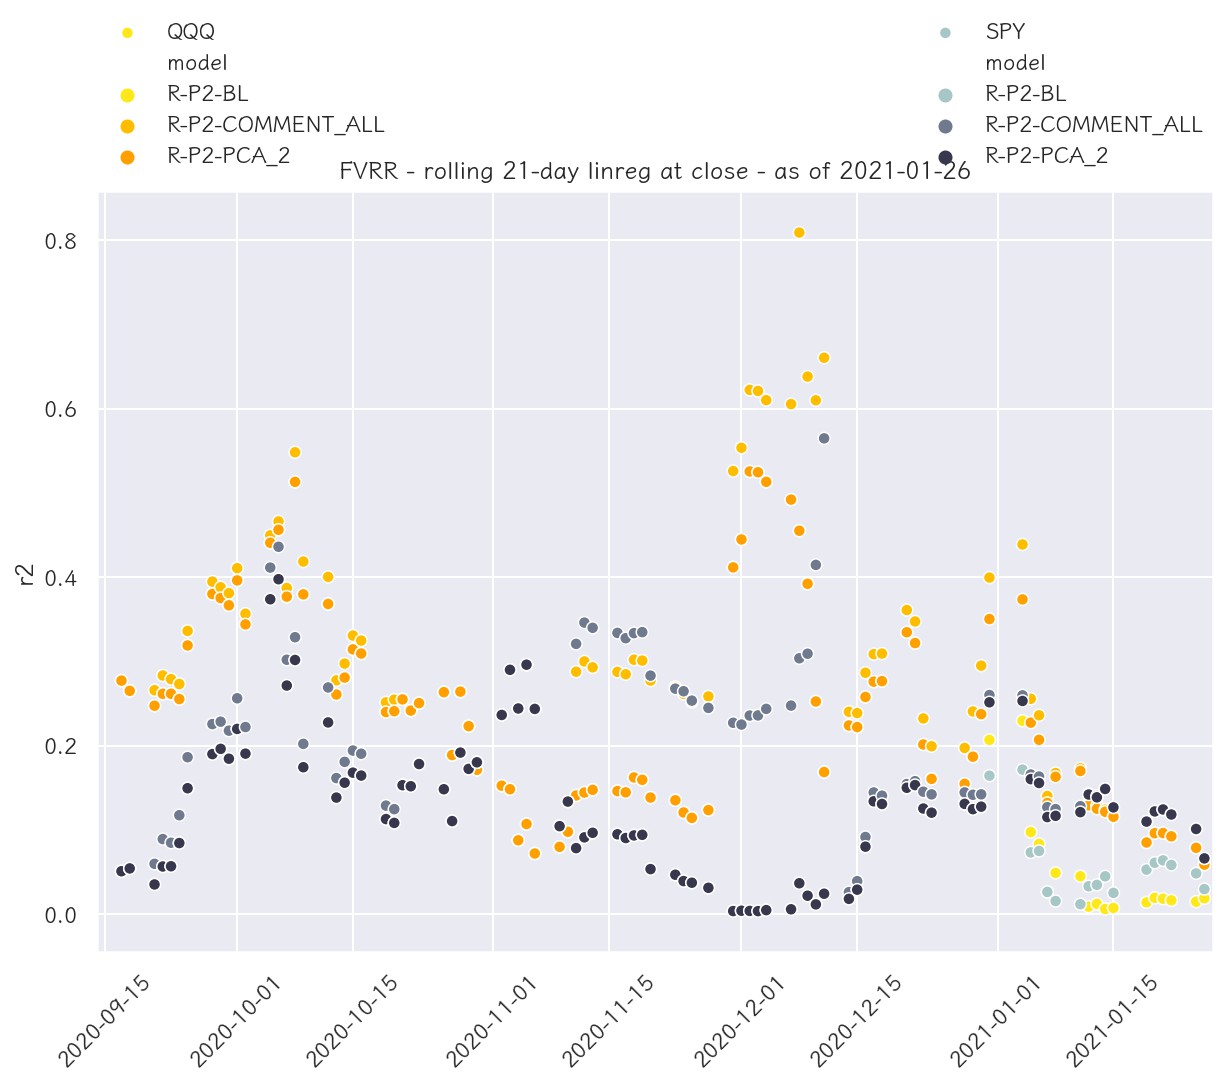 QQQ
model
R-P2-BL
R-P2-COMMENT_ALL
R-P2-PCA_2
SPY
model
R-P2-BL
R-P2-COMMENT_ALL
R-P2-PCA_2
FVRR - rolling 21-day linreg at close - as of 2021-01-26
r2
0.8
0.6
0.4
0.2
0.0
2020-09-15
2020-10-01
2020-10-15
2020-11-01
2020-11-15
2020-12-01
2020-12-15
2021-01-01
2021-01-15